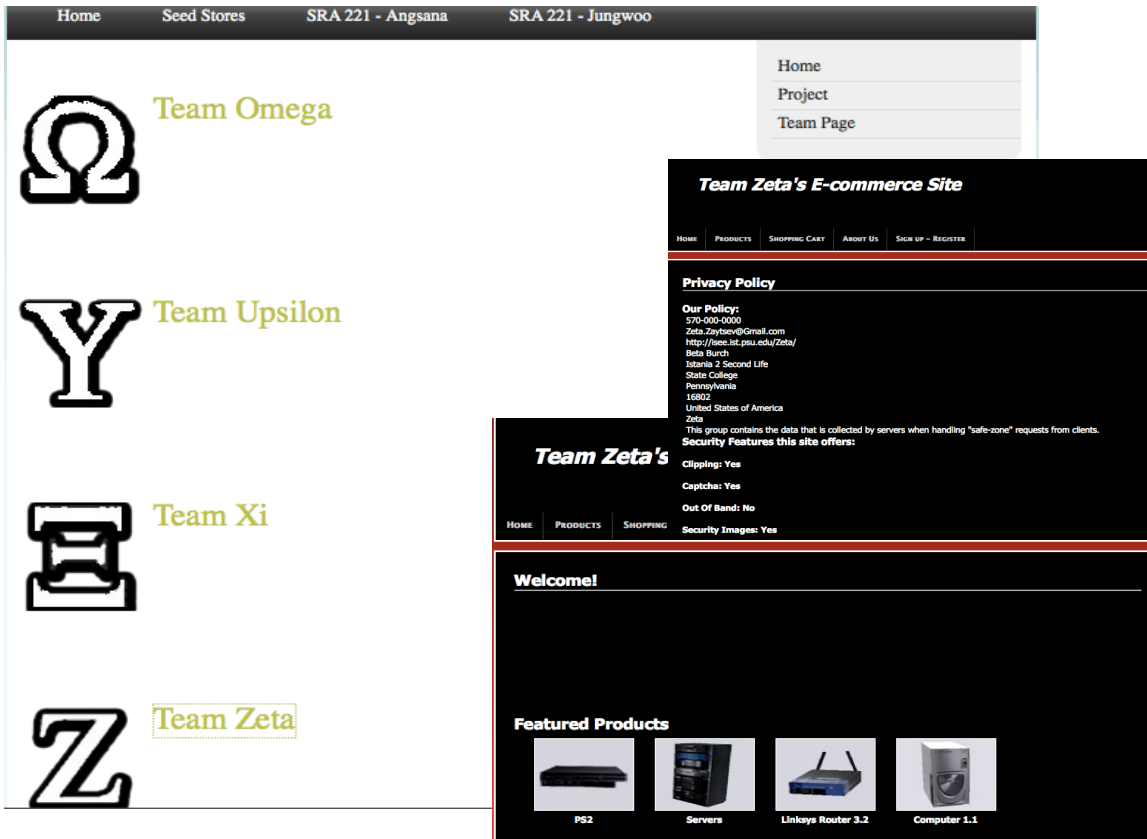 Home Seed Stores SRA 221 - Angsana SRA 221 - Jungwoo
Home
Project
Team Page
Ω Team Omega
Υ Team Upsilon
Ξ Team Xi
Z Team Zeta
Team Zeta's E-commerce Site
Home Products Shopping Cart About Us Sign up - Register
Privacy Policy
Our Policy:
570-000-0000
Zeta.Zaytsev@Gmail.com
http://isee.ist.psu.edu/Zeta/
Beta Burch
Istania 2 Second Life
State College
Pennsylvania
16802
United States of America
Zeta
This group contains the data that is collected by servers when handling "safe-zone" requests from clients.
Security Features this site offers:
Clipping: Yes
Captcha: Yes
Out Of Band: No
Security Images: Yes
Team Zeta's
Home Products Shopping
Welcome!
Featured Products
PS2 Servers Linksys Router 3.2 Computer 1.1